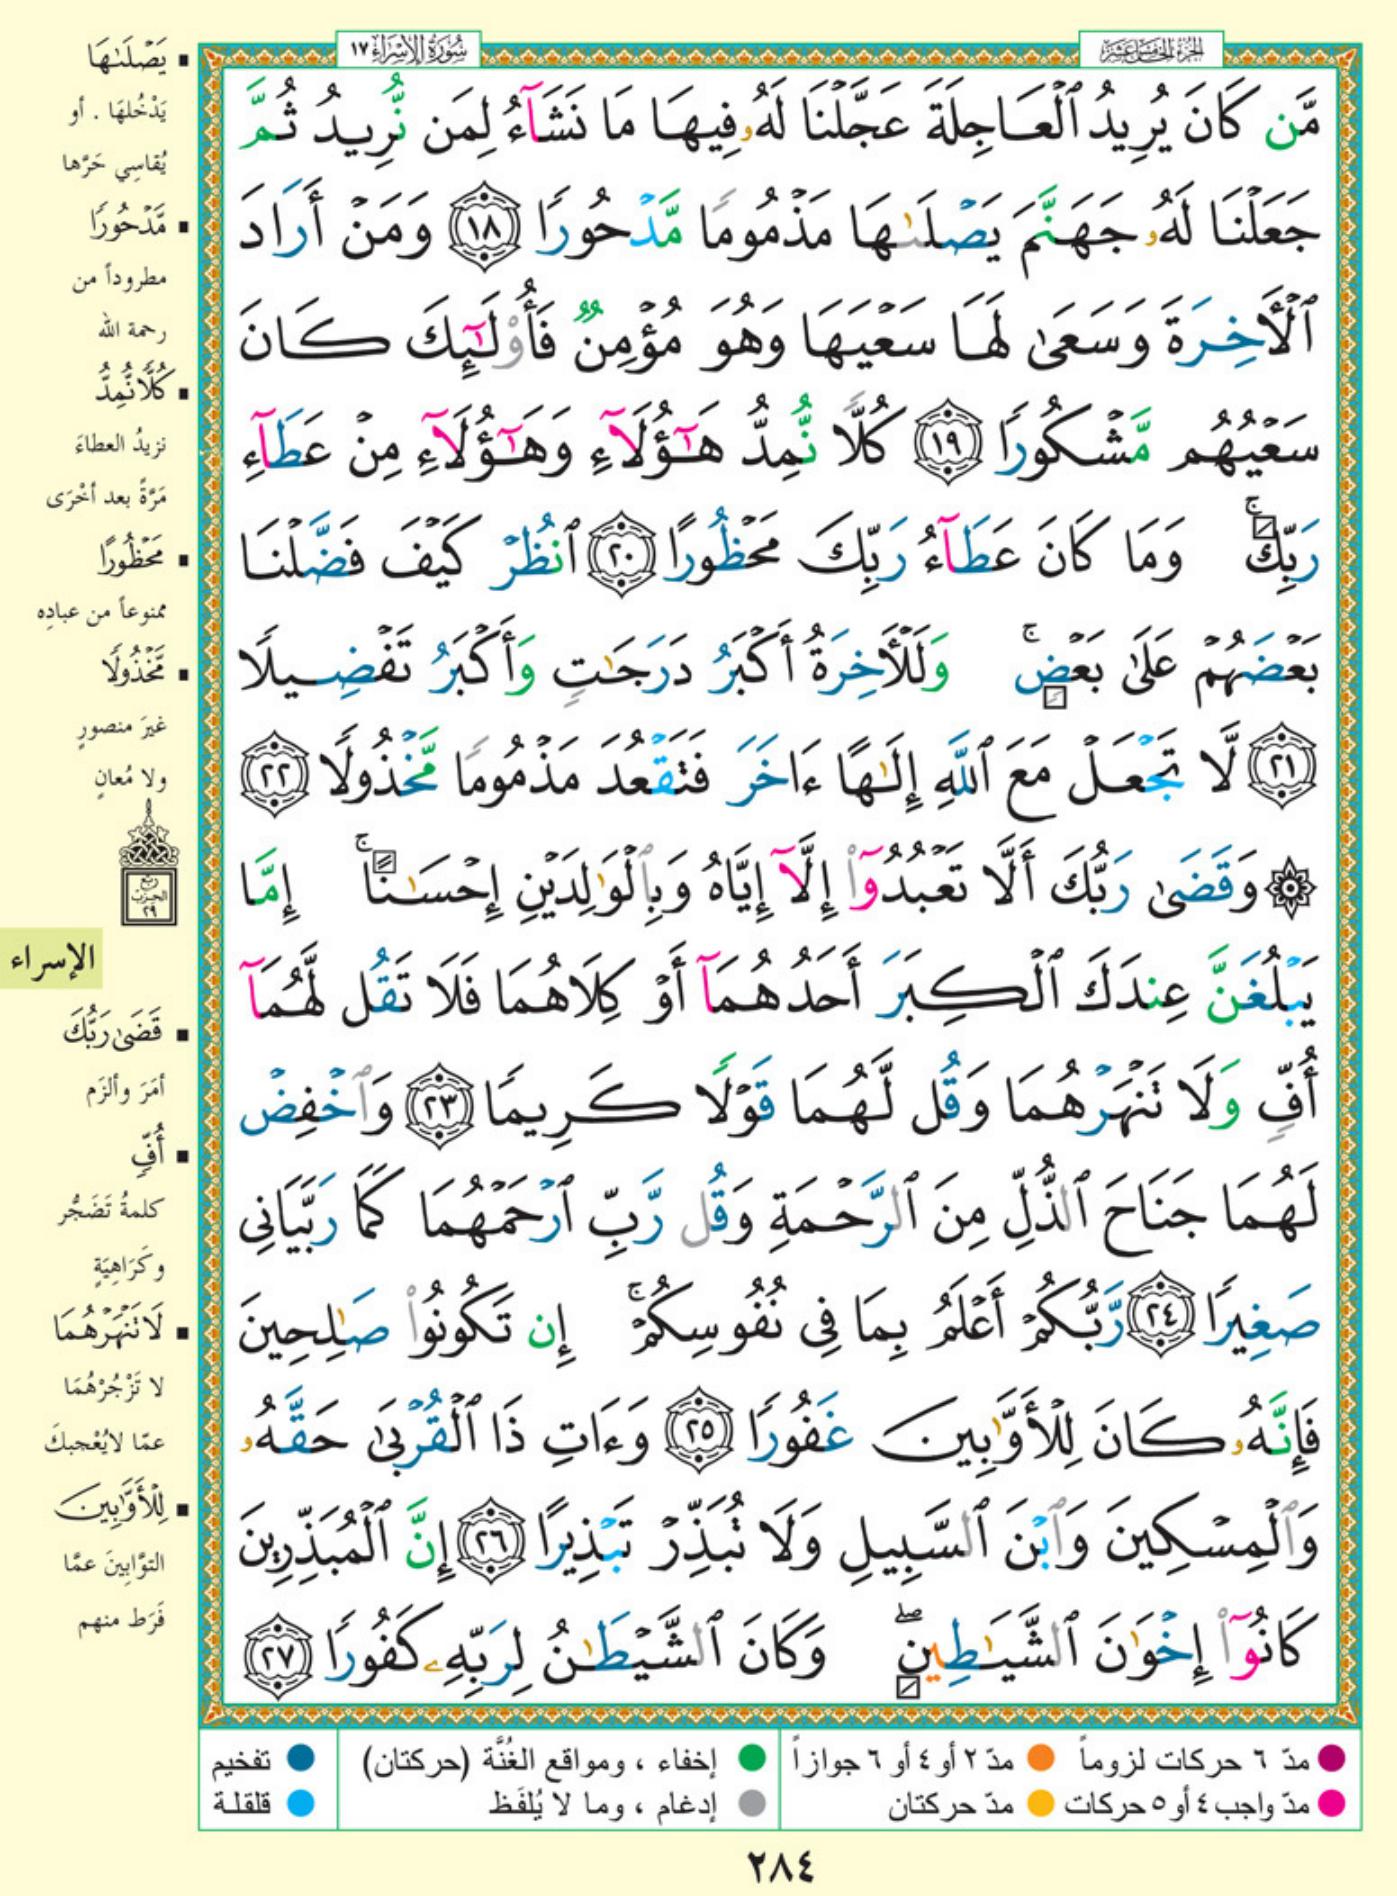 الجزء الخامس عشر
سُورَةُ الإِسْرَاءِ ١٧
مَّن كَانَ يُرِيدُ ٱلْعَاجِلَةَ عَجَّلْنَا لَهُۥ فِيهَا مَا نَشَآءُ لِمَن نُّرِيدُ ثُمَّ
جَعَلْنَا لَهُۥ جَهَنَّمَ يَصْلَىٰهَا مَذْمُومًا مَّدْحُورًا ١٨ وَمَنْ أَرَادَ
ٱلْأَخِرَةَ وَسَعَىٰ لَهَا سَعْيَهَا وَهُوَ مُؤْمِنٌ فَأُو۟لَـٰٓئِكَ كَانَ
سَعْيُهُم مَّشْكُورًا ١٩ كُلًّا نُّمِدُّ هَـٰٓؤُلَآءِ وَهَـٰٓؤُلَآءِ مِنْ عَطَآءِ
رَبِّكَ ۚ وَمَا كَانَ عَطَآءُ رَبِّكَ مَحْظُورًا ٢٠ ٱنظُرْ كَيْفَ فَضَّلْنَا
بَعْضَهُمْ عَلَىٰ بَعْضٍ ۚ وَلَلْأَخِرَةُ أَكْبَرُ دَرَجَـٰتٍ وَأَكْبَرُ تَفْضِيلًا
٢١ لَّا تَجْعَلْ مَعَ ٱللَّهِ إِلَـٰهًا ءَاخَرَ فَتَقْعُدَ مَذْمُومًا مَّخْذُولًا ٢٢
۞ وَقَضَىٰ رَبُّكَ أَلَّا تَعْبُدُوٓا۟ إِلَّآ إِيَّاهُ وَبِٱلْوَٰلِدَيْنِ إِحْسَـٰنًا ۚ إِمَّا
يَبْلُغَنَّ عِندَكَ ٱلْكِبَرَ أَحَدُهُمَآ أَوْ كِلَاهُمَا فَلَا تَقُل لَّهُمَآ
أُفٍّ وَلَا تَنْهَرْهُمَا وَقُل لَّهُمَا قَوْلًا كَرِيمًا ٢٣ وَٱخْفِضْ
لَهُمَا جَنَاحَ ٱلذُّلِّ مِنَ ٱلرَّحْمَةِ وَقُل رَّبِّ ٱرْحَمْهُمَا كَمَا رَبَّيَانِى
صَغِيرًا ٢٤ رَّبُّكُمْ أَعْلَمُ بِمَا فِى نُفُوسِكُمْ ۚ إِن تَكُونُوا۟ صَـٰلِحِينَ
فَإِنَّهُۥ كَانَ لِلْأَوَّٰبِينَ غَفُورًا ٢٥ وَءَاتِ ذَا ٱلْقُرْبَىٰ حَقَّهُۥ
وَٱلْمِسْكِينَ وَٱبْنَ ٱلسَّبِيلِ وَلَا تُبَذِّرْ تَبْذِيرًا ٢٦ إِنَّ ٱلْمُبَذِّرِينَ
كَانُوٓا۟ إِخْوَٰنَ ٱلشَّيَـٰطِينِ ۖ وَكَانَ ٱلشَّيْطَـٰنُ لِرَبِّهِۦ كَفُورًا ٢٧
▪ يَصْلَىٰهَا
يَدْخُلهَا . أو
يُقاسِي حَرَّها
▪ مَّدْحُورًا
مطروداً من
رحمة الله
▪ كُلًّا نُّمِدُّ
نزيدُ العطاءَ
مَرَّةً بعد أخْرَى
▪ مَحْظُورًا
ممنوعاً من عبادِه
▪ مَّخْذُولًا
غيرَ منصورٍ
ولا مُعانٍ
ربع
الحزب
٢٩
الإسراء
▪ قَضَىٰ رَبُّكَ
أمَرَ وألزَم
▪ أُفٍّ
كلمةُ تَضَجُّر
وكَرَاهِيَةٍ
▪ لَا تَنْهَرْهُمَا
لا تَزْجُرْهُمَا
عمّا لايُعْجبكَ
▪ لِلْأَوَّٰبِينَ
التوَّابِينَ عمَّا
فَرَط منهم
مدّ ٦ حركات لزوماً ● مدّ ٢ أو ٤ أو ٦ جوازاً
مدّ واجب ٤ أو ٥ حركات ● مدّ حركتان
إخفاء ، ومواقع الغُنَّة (حركتان)
إدغام ، وما لا يُلفَظ
تفخيم
قلقلة
٢٨٤